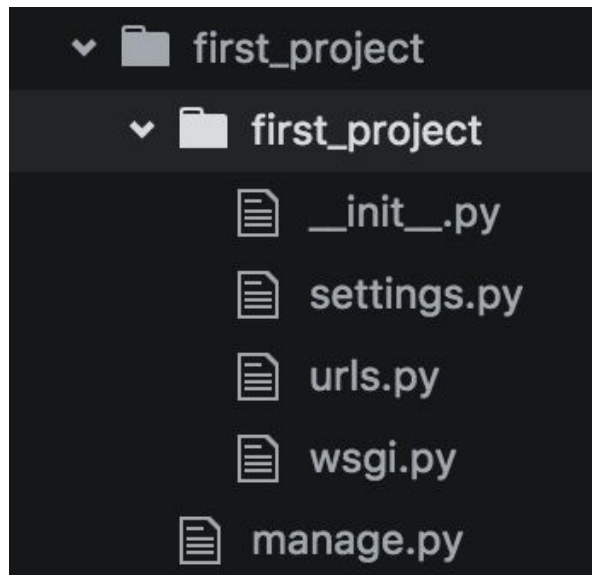 first_project
first_project
__init__.py
settings.py
urls.py
wsgi.py
manage.py